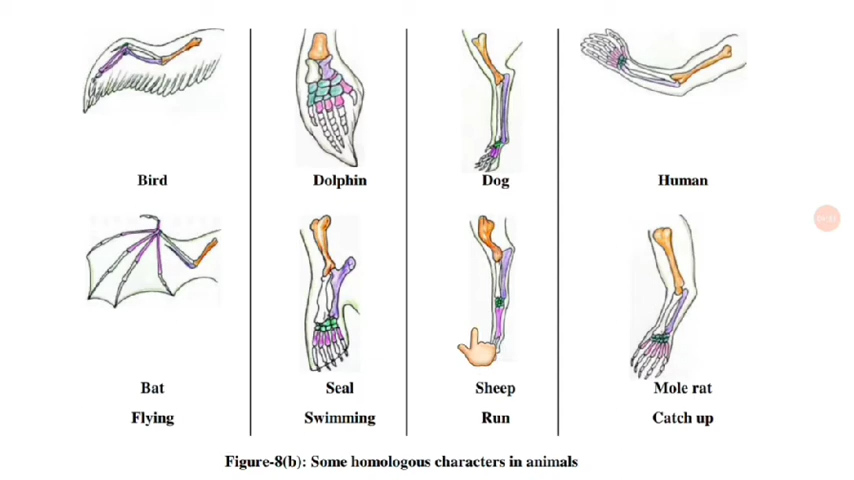 Bird Dolphin Dog Human
Bat Seal Sheep Mole rat
Flying Swimming Run Catch up
Figure-8(b): Some homologous characters in animals